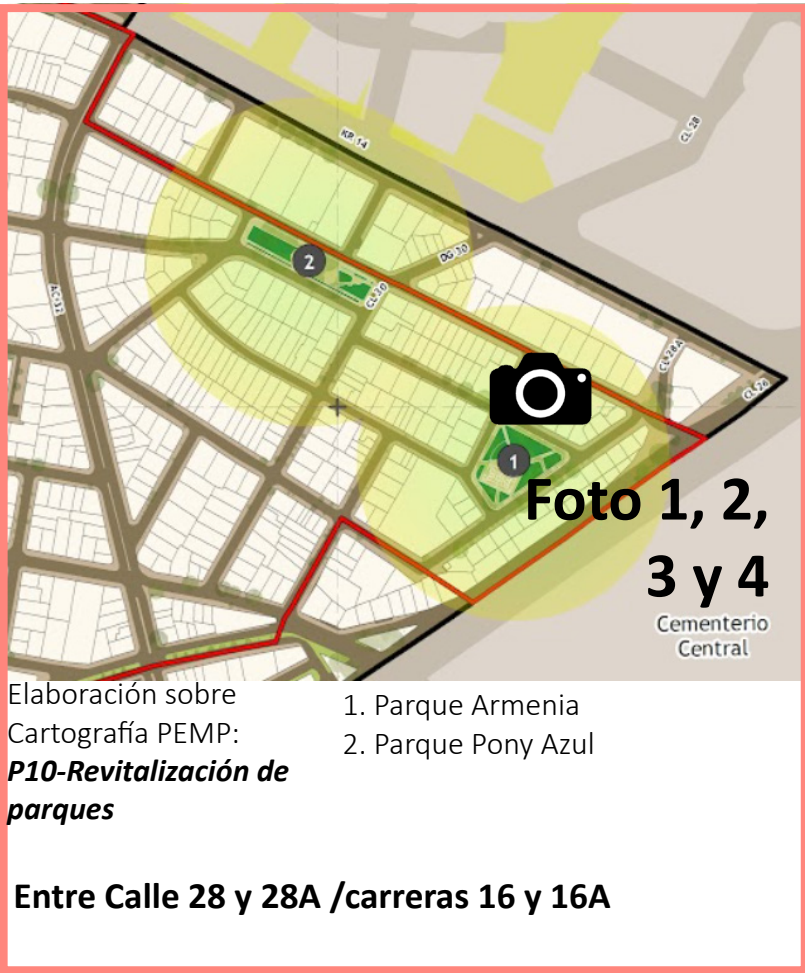 KR 14
CL 28
DG 30
2
CL 30
AC 32
CL 28A
CL 26
1
Foto 1, 2,
3 y 4
Cementerio
Central
Elaboración sobre
Cartografía PEMP:
P10-Revitalización de
parques
1. Parque Armenia
2. Parque Pony Azul
Entre Calle 28 y 28A /carreras 16 y 16A